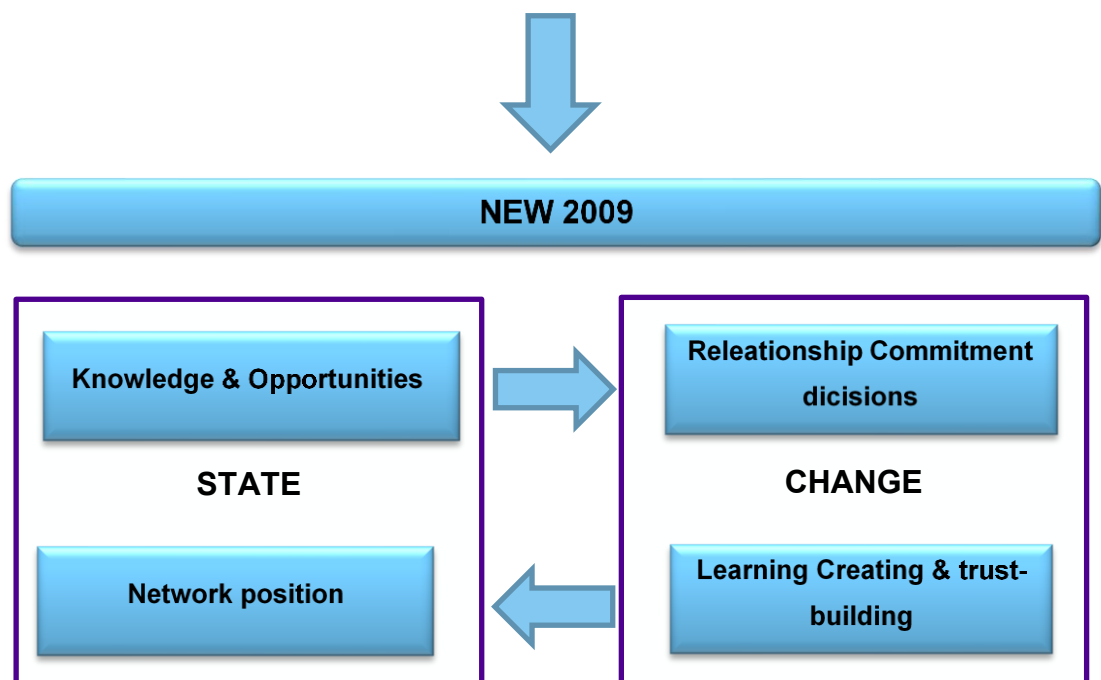 NEW 2009
Knowledge & Opportunities
STATE
Network position
Releationship Commitment
dicisions
CHANGE
Learning Creating & trust-
building